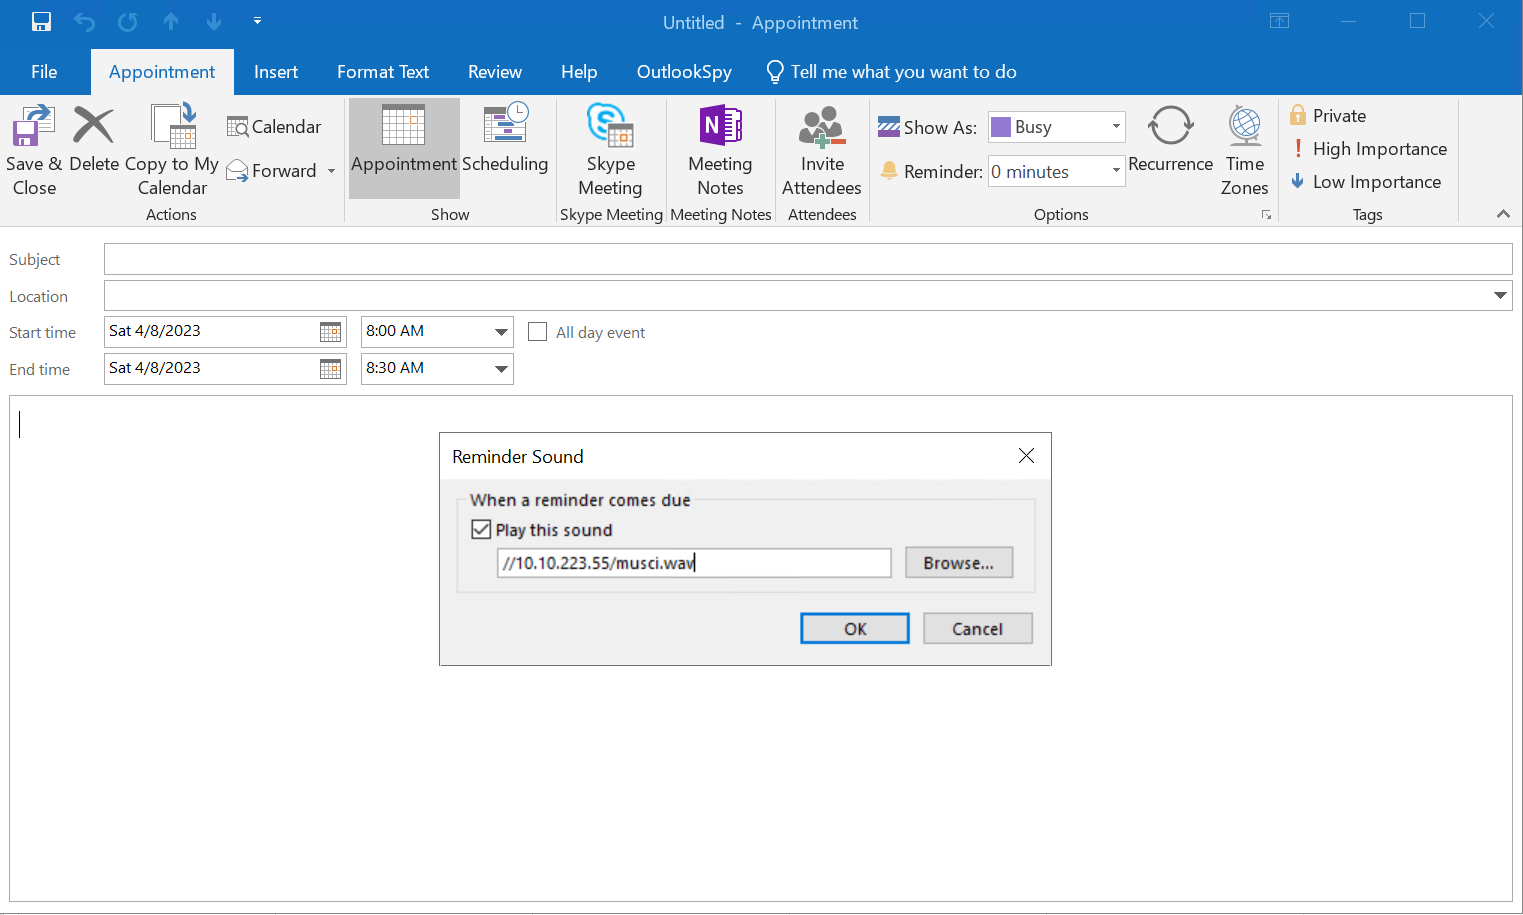 Untitled - Appointment
File Appointment Insert Format Text Review Help OutlookSpy Tell me what you want to do
Save & Close
Delete
Copy to My Calendar
Calendar
Forward
Actions
Appointment
Scheduling
Show
Skype Meeting
Skype Meeting
Meeting Notes
Meeting Notes
Invite Attendees
Attendees
Show As: Busy
Reminder: 0 minutes
Recurrence
Time Zones
Options
Private
High Importance
Low Importance
Tags
Subject
Location
Start time Sat 4/8/2023 8:00 AM All day event
End time Sat 4/8/2023 8:30 AM
Reminder Sound
When a reminder comes due
Play this sound
//10.10.223.55/musci.wav Browse...
OK Cancel